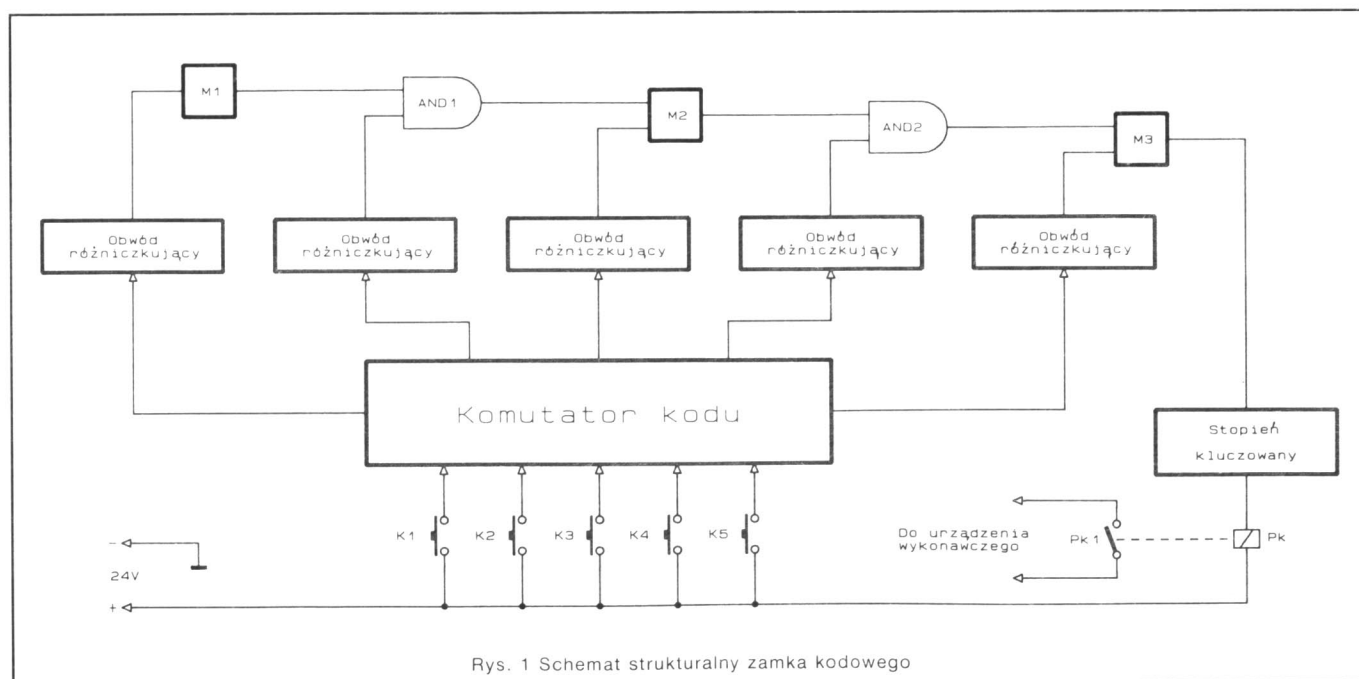 M1
AND1
M2
AND2
M3
Obwód
różniczkujący
Obwód
różniczkujący
Obwód
różniczkujący
Obwód
różniczkujący
Obwód
różniczkujący
Komutator kodu
Stopień
kluczowany
K1
K2
K3
K4
K5
Do urządzenia
wykonawczego
Pk1
Pk
-
24V
+
Rys. 1 Schemat strukturalny zamka kodowego